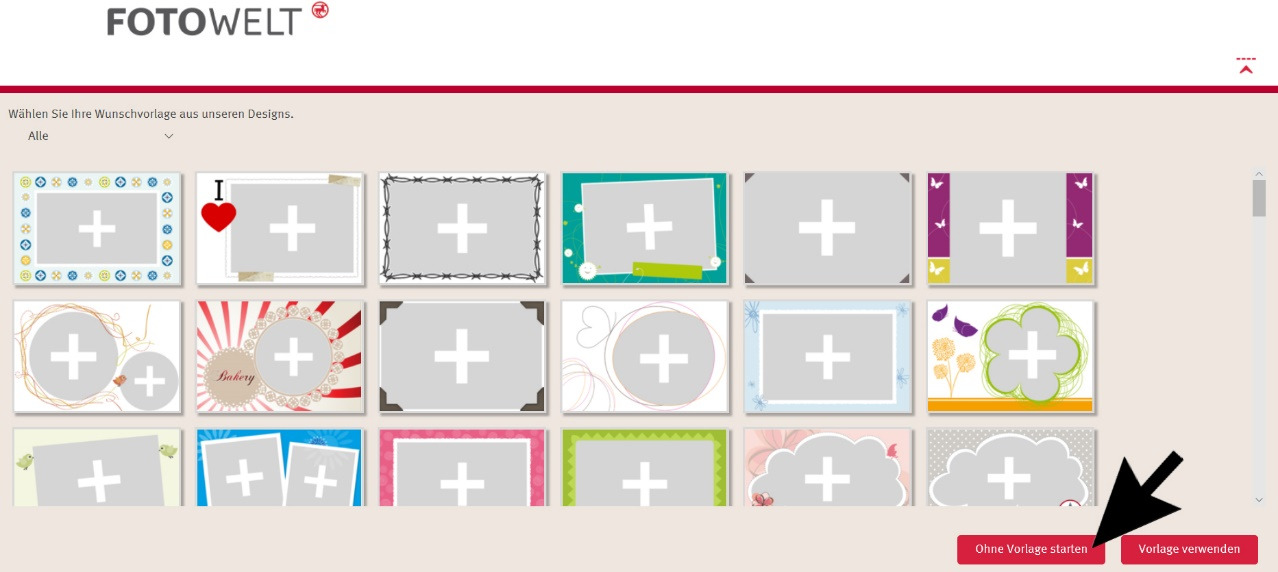 FOTOWELT
Wählen Sie Ihre Wunschvorlage aus unseren Designs.
Alle
I
Bakery
Ohne Vorlage starten
Vorlage verwenden